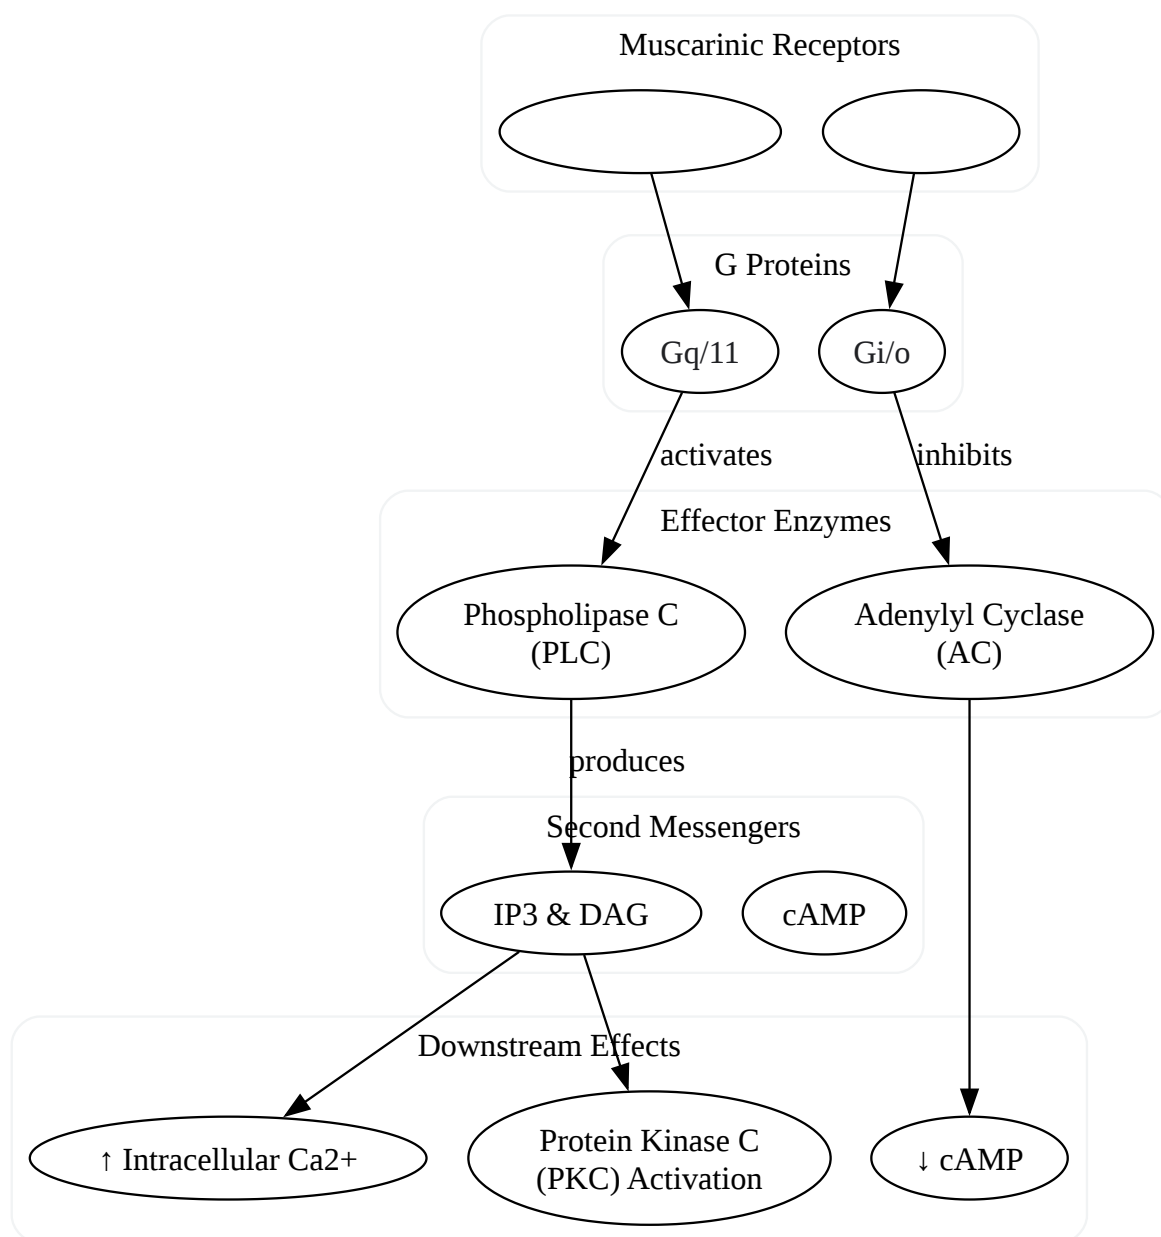 Muscarinic Receptors
G Proteins
Gq/11
Gi/o
activates
inhibits
Effector Enzymes
Phospholipase C
(PLC)
Adenylyl Cyclase
(AC)
produces
Second Messengers
IP3 & DAG
cAMP
Downstream Effects
↑ Intracellular Ca2+
Protein Kinase C
(PKC) Activation
↓ cAMP